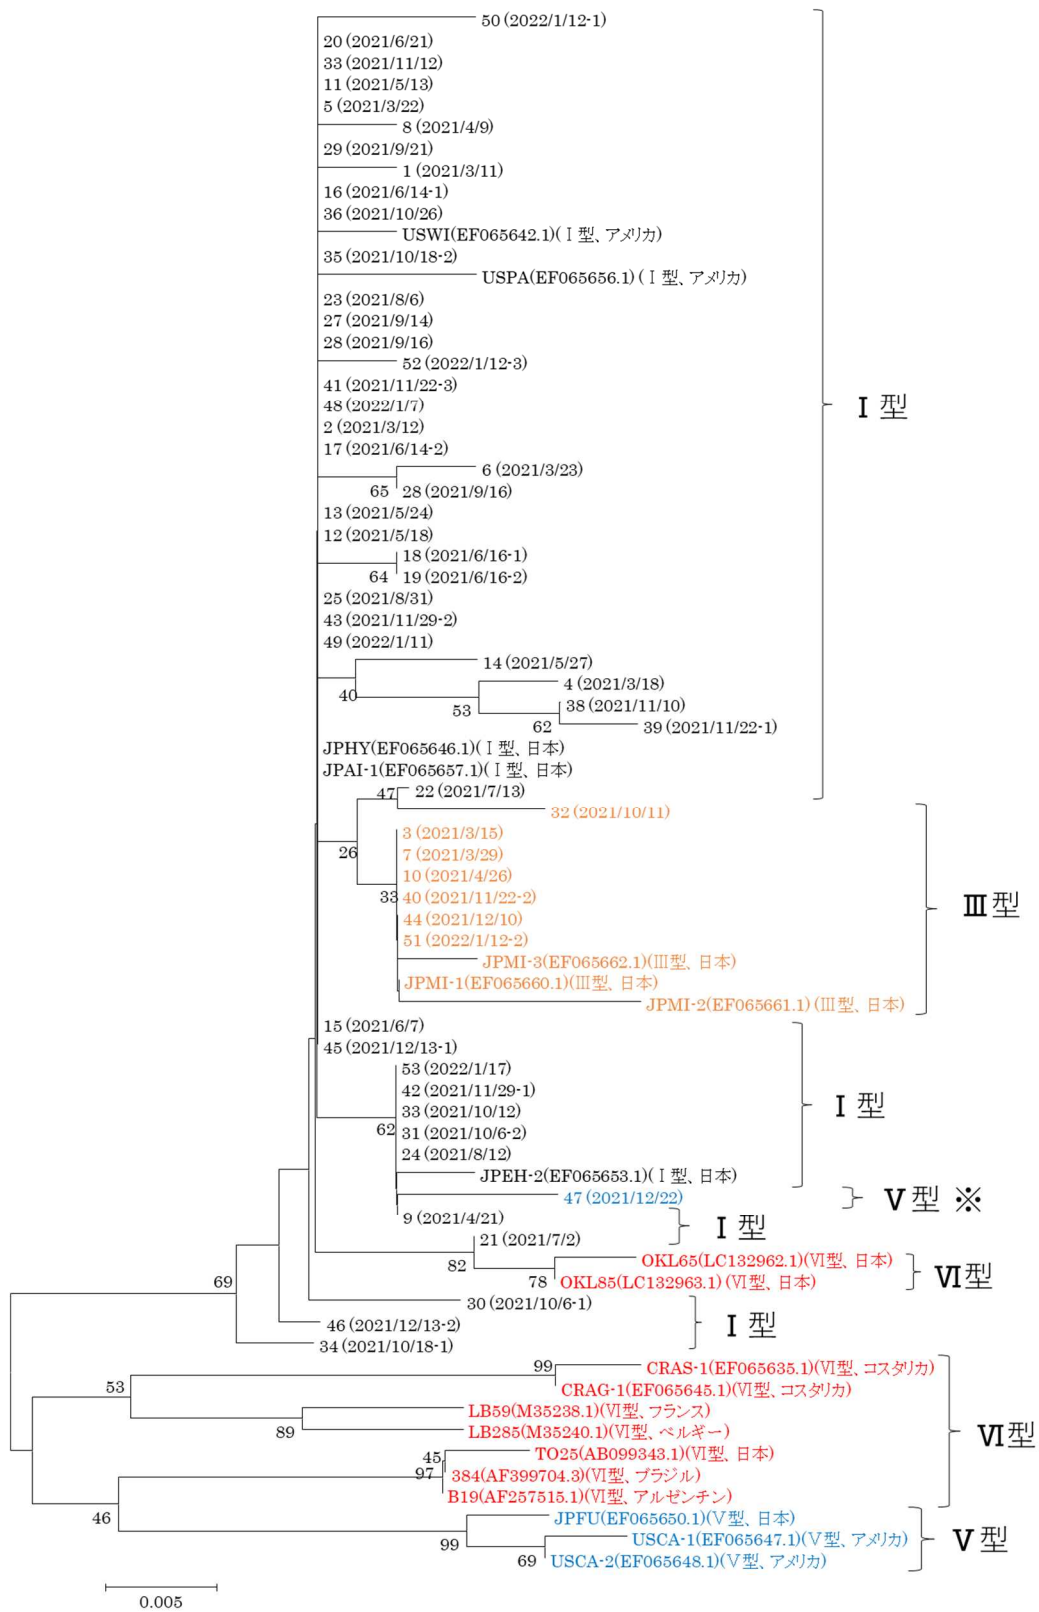 50 (2022/1/12-1)
20 (2021/6/21)
33 (2021/11/12)
11 (2021/5/13)
5 (2021/3/22)
8 (2021/4/9)
29 (2021/9/21)
1 (2021/3/11)
16 (2021/6/14-1)
36 (2021/10/26)
USWI(EF065642.1)(Ⅰ型、アメリカ)
35 (2021/10/18-2)
USPA(EF065656.1) (Ⅰ型、アメリカ)
23 (2021/8/6)
27 (2021/9/14)
28 (2021/9/16)
52 (2022/1/12-3)
41 (2021/11/22-3)
Ⅰ型
48 (2022/1/7)
2 (2021/3/12)
17 (2021/6/14-2)
6 (2021/3/23)
65 28 (2021/9/16)
13 (2021/5/24)
12 (2021/5/18)
18 (2021/6/16-1)
64 19 (2021/6/16-2)
25 (2021/8/31)
43 (2021/11/29-2)
49 (2022/1/11)
14 (2021/5/27)
4 (2021/3/18)
40
53
38 (2021/11/10)
62 39 (2021/11/22-1)
JPHY(EF065646.1)(Ⅰ型、日本)
JPAI-1(EF065657.1)(Ⅰ型、日本)
47 22 (2021/7/13)
32 (2021/10/11)
3 (2021/3/15)
26
7 (2021/3/29)
10 (2021/4/26)
33
40 (2021/11/22-2)
Ⅲ型
44 (2021/12/10)
51 (2022/1/12-2)
JPMI-3(EF065662.1)(Ⅲ型、日本)
JPMI-1(EF065660.1)(Ⅲ型、日本)
JPMI-2(EF065661.1) (Ⅲ型、日本)
15 (2021/6/7)
45 (2021/12/13-1)
53 (2022/1/17)
42 (2021/11/29-1)
Ⅰ型
33 (2021/10/12)
62
31 (2021/10/6-2)
24 (2021/8/12)
JPEH-2(EF065653.1)(Ⅰ型、日本)
47 (2021/12/22)
Ⅴ型 ※
9 (2021/4/21)
Ⅰ型
21 (2021/7/2)
82
OKL65(LC132962.1)(Ⅵ型、日本)
78 OKL85(LC132963.1) (Ⅵ型、日本)
Ⅵ型
69
30 (2021/10/6-1)
46 (2021/12/13-2)
Ⅰ型
34 (2021/10/18-1)
99 CRAS-1(EF065635.1)(Ⅵ型、コスタリカ)
53
CRAG-1(EF065645.1)(Ⅵ型、コスタリカ)
LB59(M35238.1)(Ⅵ型、フランス)
89 LB285(M35240.1)(Ⅵ型、ベルギー)
Ⅵ型
45 TO25(AB099343.1)(Ⅵ型、日本)
97 384(AF399704.3)(Ⅵ型、ブラジル)
B19(AF257515.1)(Ⅵ型、アルゼンチン)
46
JPFU(EF065650.1)(Ⅴ型、日本)
99
USCA-1(EF065647.1)(Ⅴ型、アメリカ)
Ⅴ型
69 USCA-2(EF065648.1)(Ⅴ型、アメリカ)
0.005